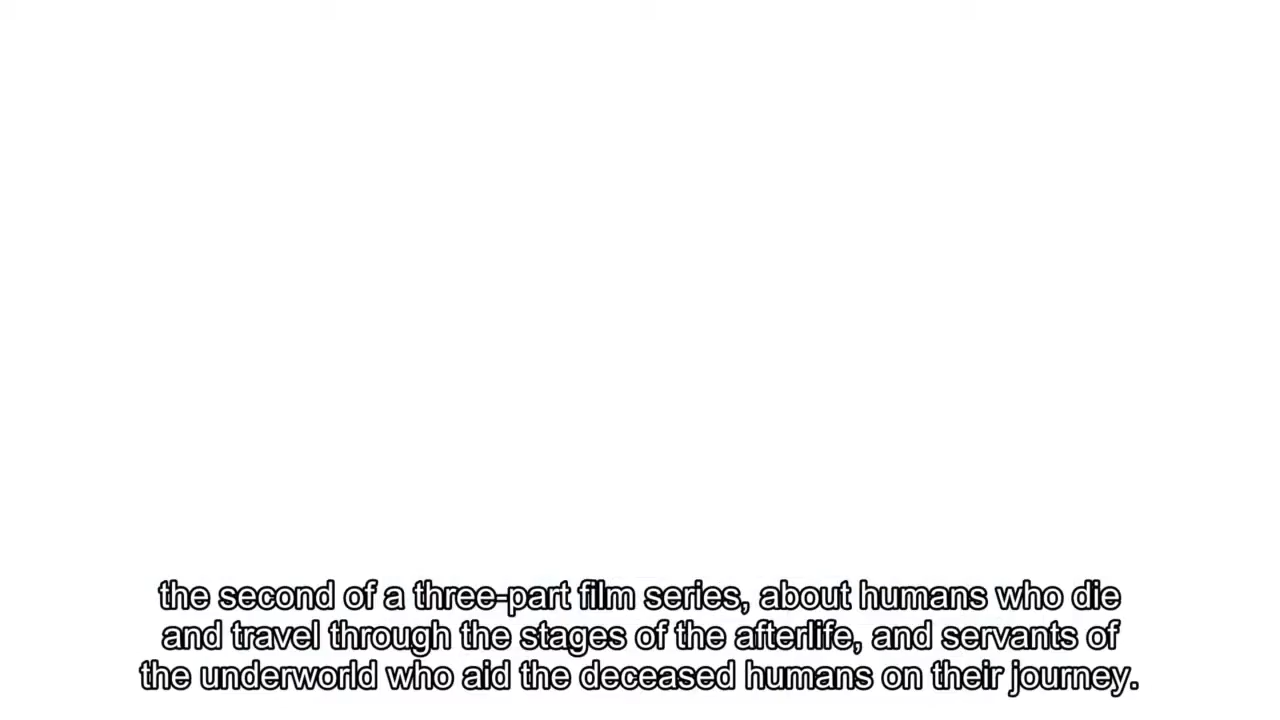 the second of a three-part film series, about humans who die
and travel through the stages of the afterlife, and servants of
the underworld who aid the deceased humans on their journey.